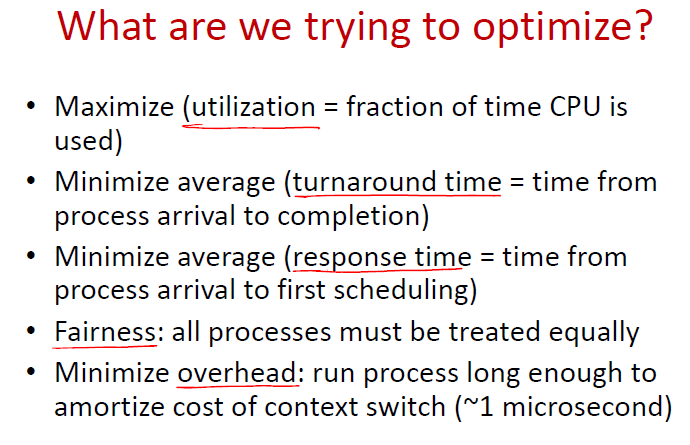 What are we trying to optimize?
• Maximize (utilization = fraction of time CPU is
used)
• Minimize average (turnaround time = time from
process arrival to completion)
• Minimize average (response time = time from
process arrival to first scheduling)
• Fairness: all processes must be treated equally
• Minimize overhead: run process long enough to
amortize cost of context switch (~1 microsecond)